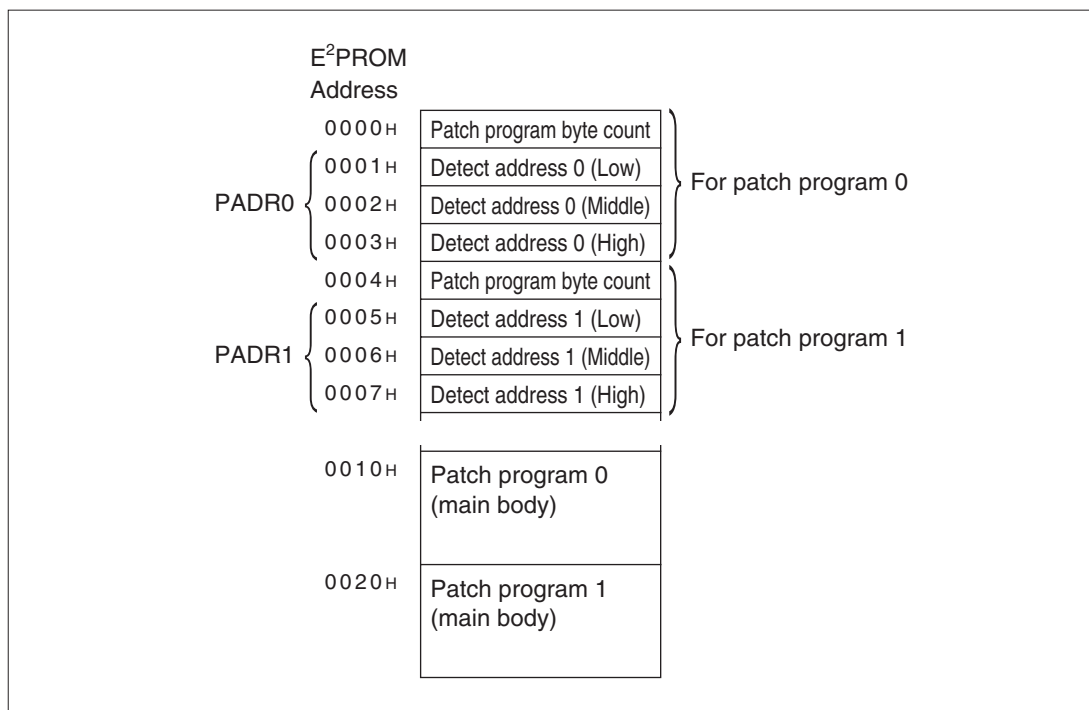 E²PROM
Address
0000H Patch program byte count
0001H Detect address 0 (Low)
PADR0 0002H Detect address 0 (Middle)
0003H Detect address 0 (High)
For patch program 0
0004H Patch program byte count
0005H Detect address 1 (Low)
PADR1 0006H Detect address 1 (Middle)
0007H Detect address 1 (High)
For patch program 1
0010H Patch program 0
(main body)
0020H Patch program 1
(main body)